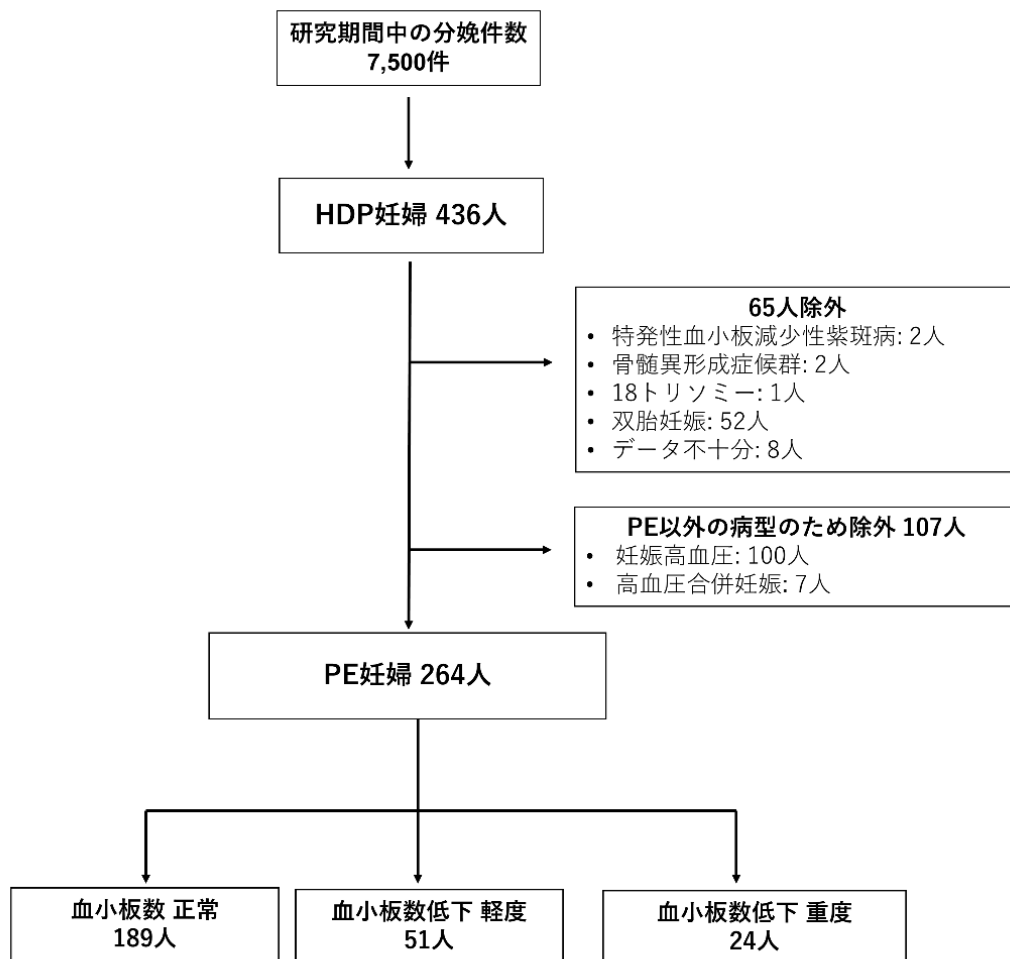 研究期間中の分娩件数
7,500件
HDP妊婦 436人
65人除外
• 特発性血小板減少性紫斑病: 2人
• 骨髄異形成症候群: 2人
• 18トリソミー: 1人
• 双胎妊娠: 52人
• データ不十分: 8人
PE以外の病型のため除外 107人
• 妊娠高血圧: 100人
• 高血圧合併妊娠: 7人
PE妊婦 264人
血小板数 正常
189人
血小板数低下 軽度
51人
血小板数低下 重度
24人